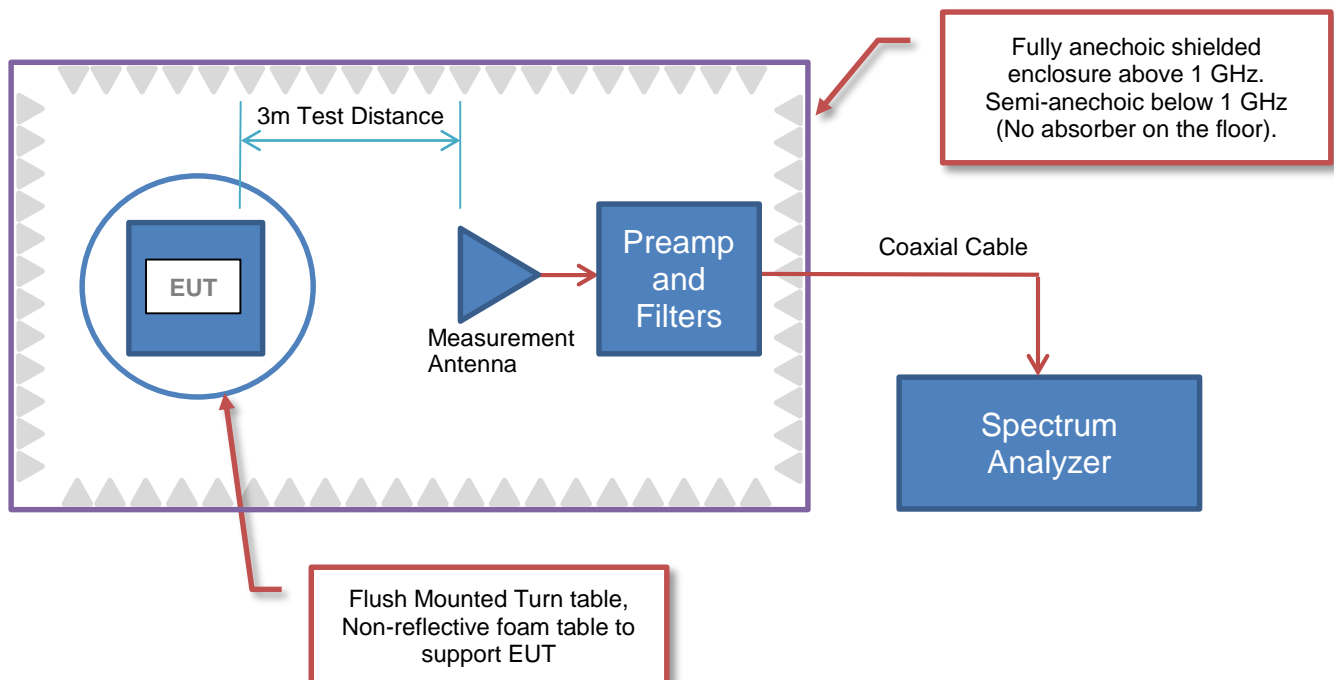 Fully anechoic shielded
enclosure above 1 GHz.
Semi-anechoic below 1 GHz
(No absorber on the floor).
3m Test Distance
EUT
Measurement
Antenna
Preamp
and
Filters
Coaxial Cable
Spectrum
Analyzer
Flush Mounted Turn table,
Non-reflective foam table to
support EUT